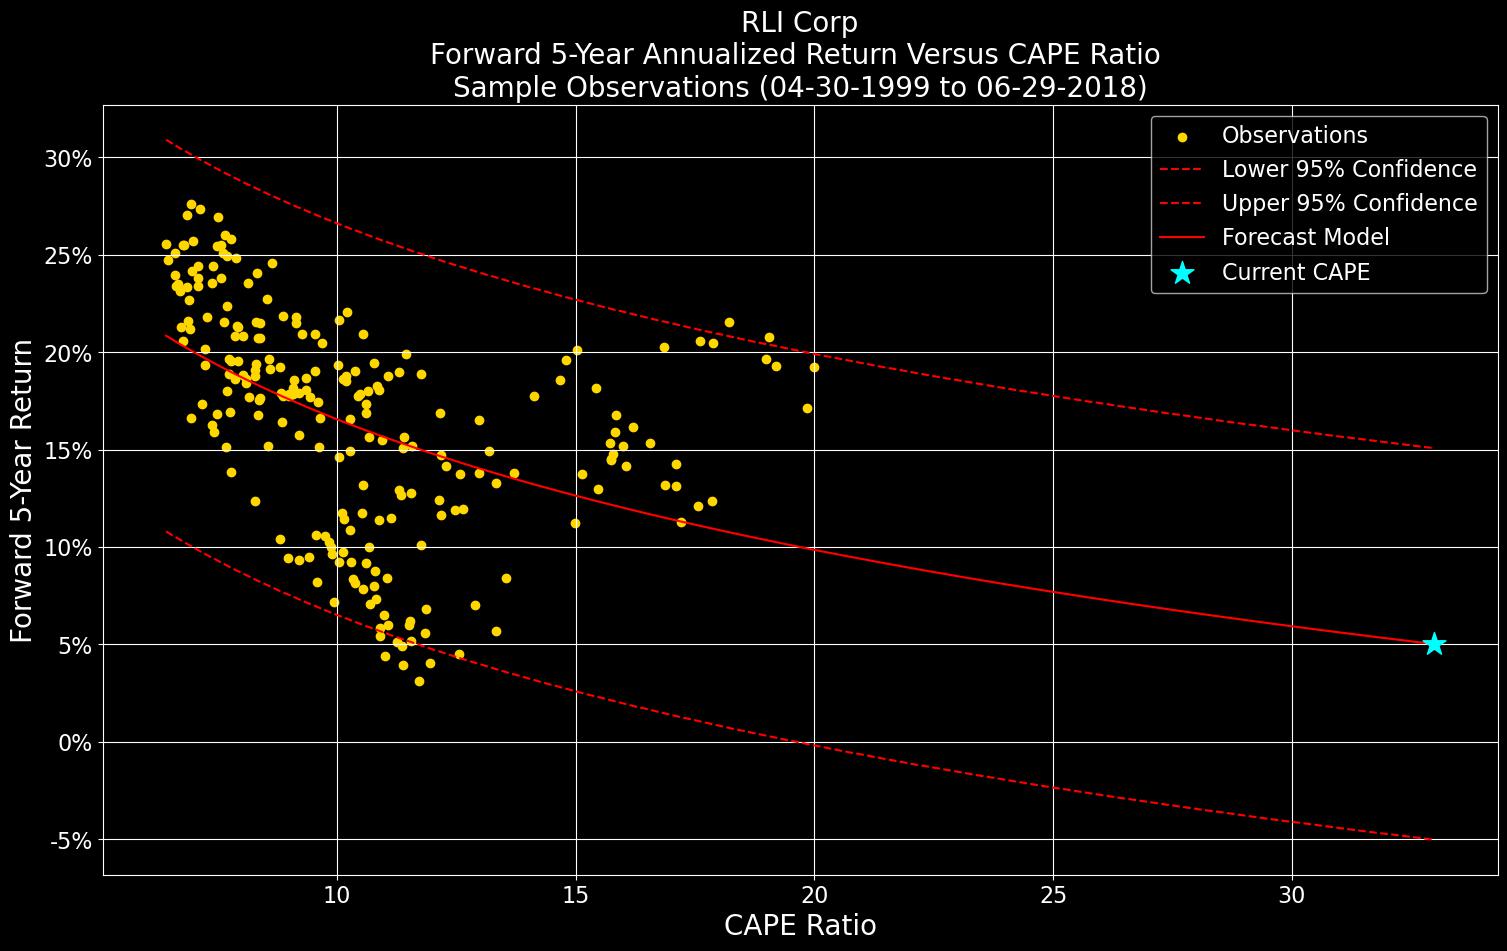 RLI Corp
Forward 5-Year Annualized Return Versus CAPE Ratio
Sample Observations (04-30-1999 to 06-29-2018)
Observations
Lower 95% Confidence
Upper 95% Confidence
Forecast Model
Current CAPE
Forward 5-Year Return
30%
25%
20%
15%
10%
5%
0%
-5%
10
15
20
25
30
CAPE Ratio